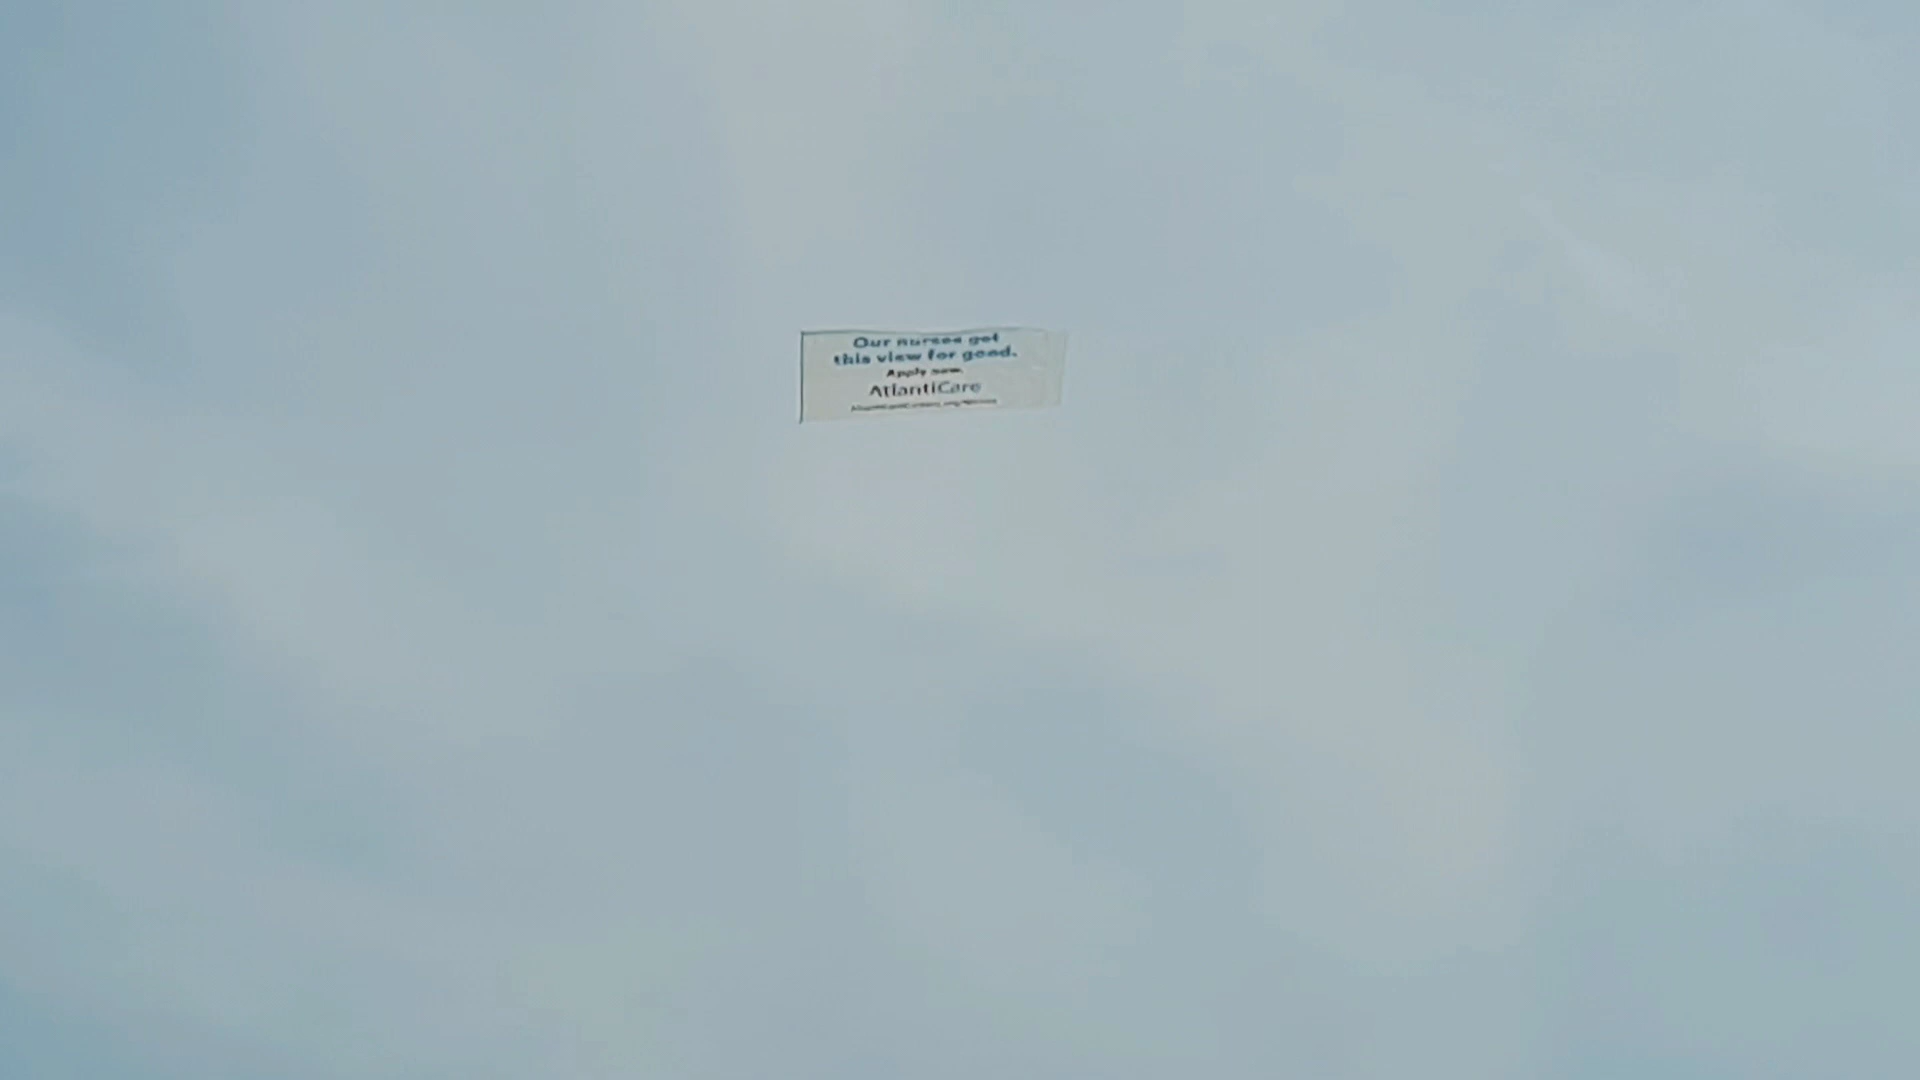 Our nurses get
this view for good.
Apply now.
AtlantiCare